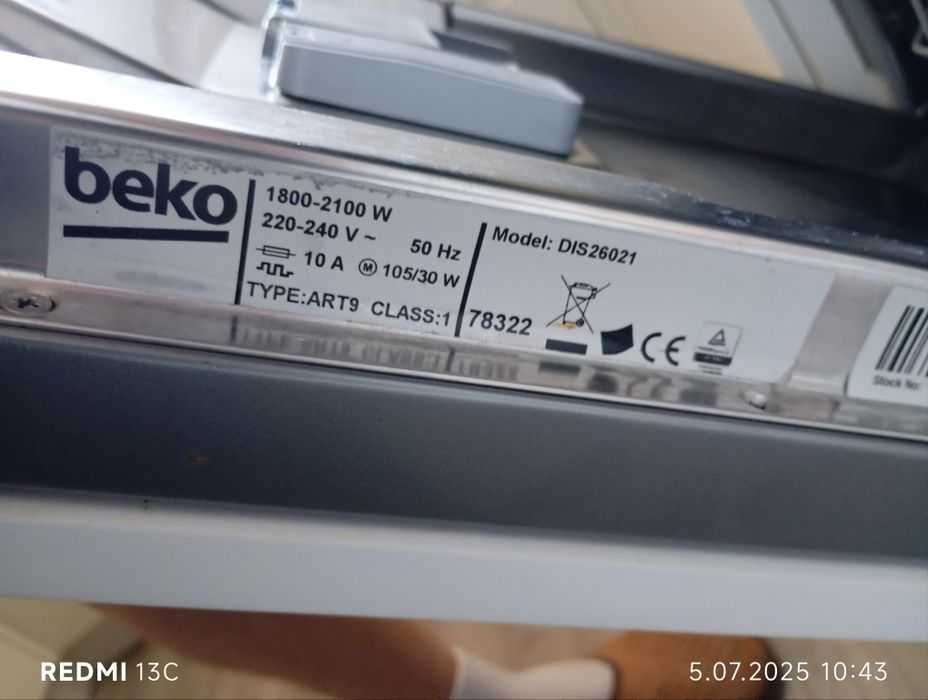 beko
1800-2100 W
220-240 V ~ 50 Hz
10 A M 105/30 W
TYPE:ART9 CLASS:1
Model: DIS26021
78322
CE
Stock No:
REDMI 13C
5.07.2025 10:43